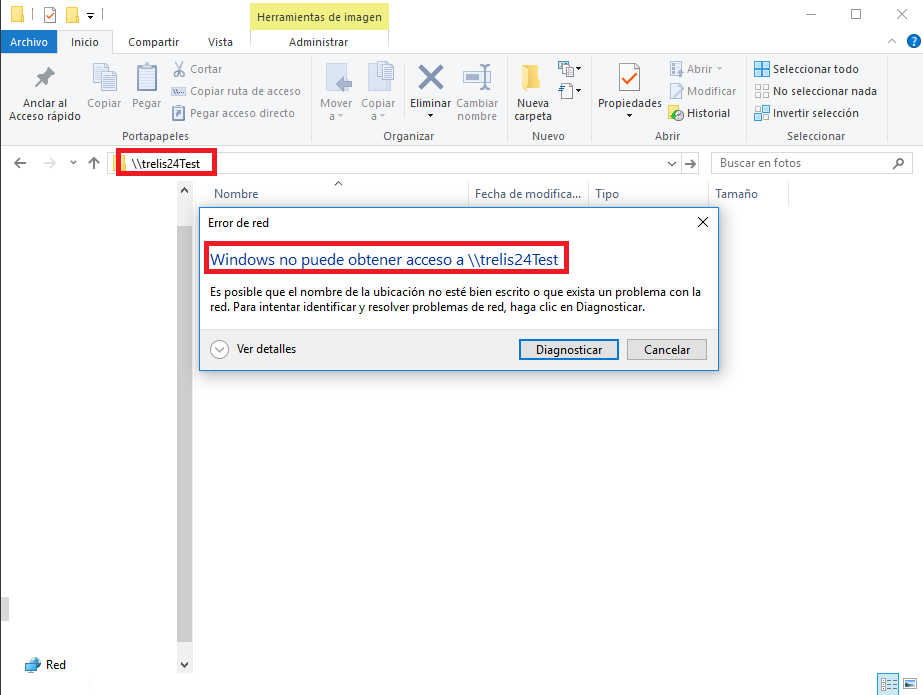 Herramientas de imagen
Archivo Inicio Compartir Vista Administrar
Anclar al
Acceso rápido
Copiar
Pegar
Cortar
Copiar ruta de acceso
Pegar acceso directo
Portapapeles
Mover
a
Copiar
a
Eliminar
Cambiar
nombre
Organizar
Nueva
carpeta
Nuevo
Propiedades
Abrir
Modificar
Historial
Abrir
Seleccionar todo
No seleccionar nada
Invertir selección
Seleccionar
\\trelis24Test
Buscar en fotos
Nombre Fecha de modifica... Tipo Tamaño
Error de red
Windows no puede obtener acceso a \\trelis24Test
Es posible que el nombre de la ubicación no esté bien escrito o que exista un problema con la
red. Para intentar identificar y resolver problemas de red, haga clic en Diagnosticar.
Ver detalles
Diagnosticar Cancelar
Red